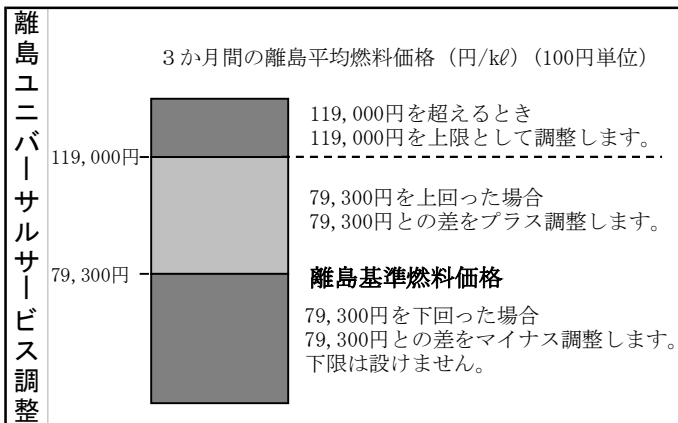 離島ユニバーサルサービス調整
３か月間の離島平均燃料価格（円/kℓ）（100円単位）
119,000円を超えるとき
119,000円を上限として調整します。
119,000円
79,300円を上回った場合
79,300円との差をプラス調整します。
79,300円
離島基準燃料価格
79,300円を下回った場合
79,300円との差をマイナス調整します。
下限は設けません。